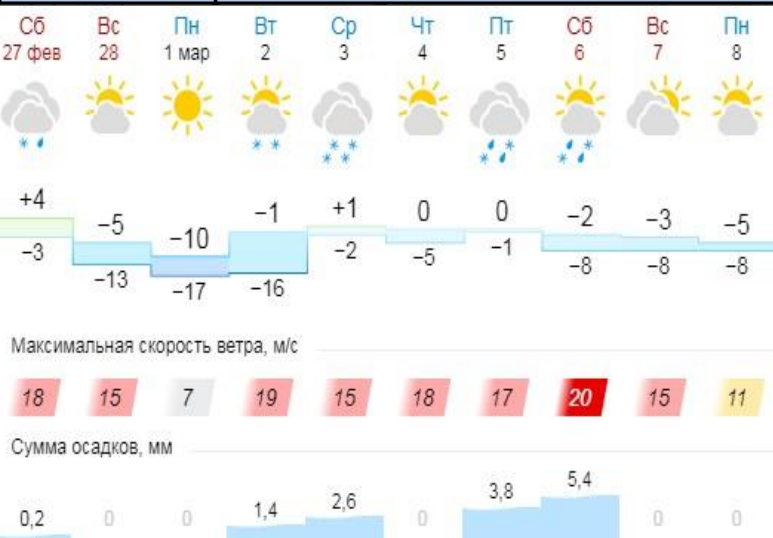 Сб Вс Пн Вт Ср Чт Пт Сб Вс Пн
27 фев 28 1 мар 2 3 4 5 6 7 8
+4 −5 −10 −1 +1 0 0 −2 −3 −5
−3 −13 −17 −16 −2 −5 −1 −8 −8 −8
Максимальная скорость ветра, м/с
18 15 7 19 15 18 17 20 15 11
Сумма осадков, мм
0,2 0 0 1,4 2,6 0 3,8 5,4 0 0